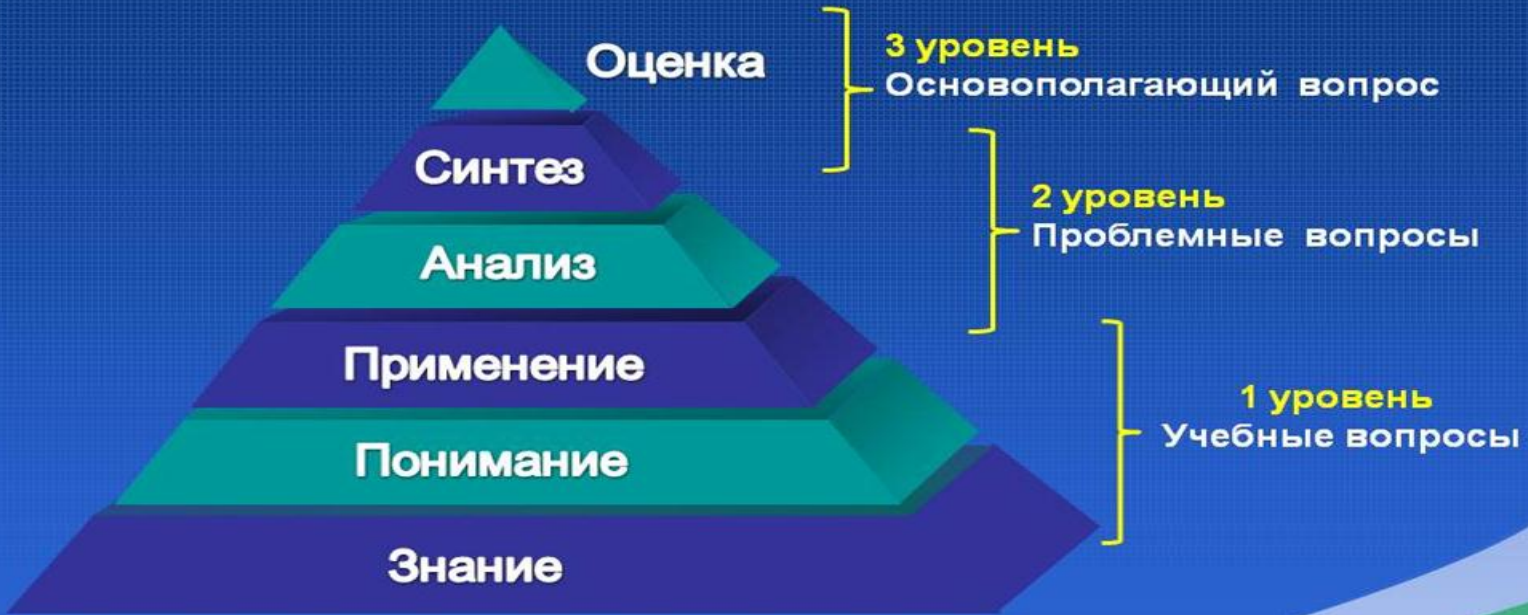 Оценка
3 уровень
Основополагающий вопрос
Синтез
2 уровень
Проблемные вопросы
Анализ
Применение
1 уровень
Учебные вопросы
Понимание
Знание